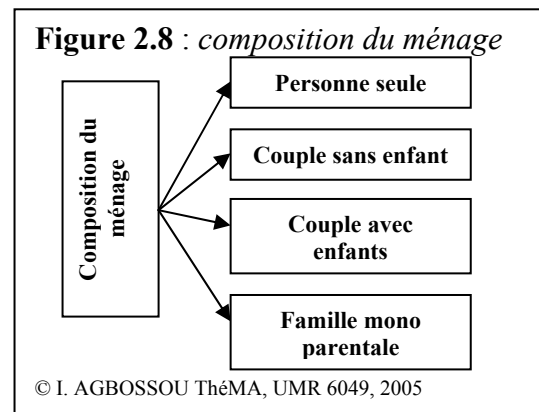 Figure 2.8 : composition du ménage
Personne seule
Composition du
ménage
Couple sans enfant
Couple avec
enfants
Famille mono
parentale
© I. AGBOSSOU ThéMA, UMR 6049, 2005